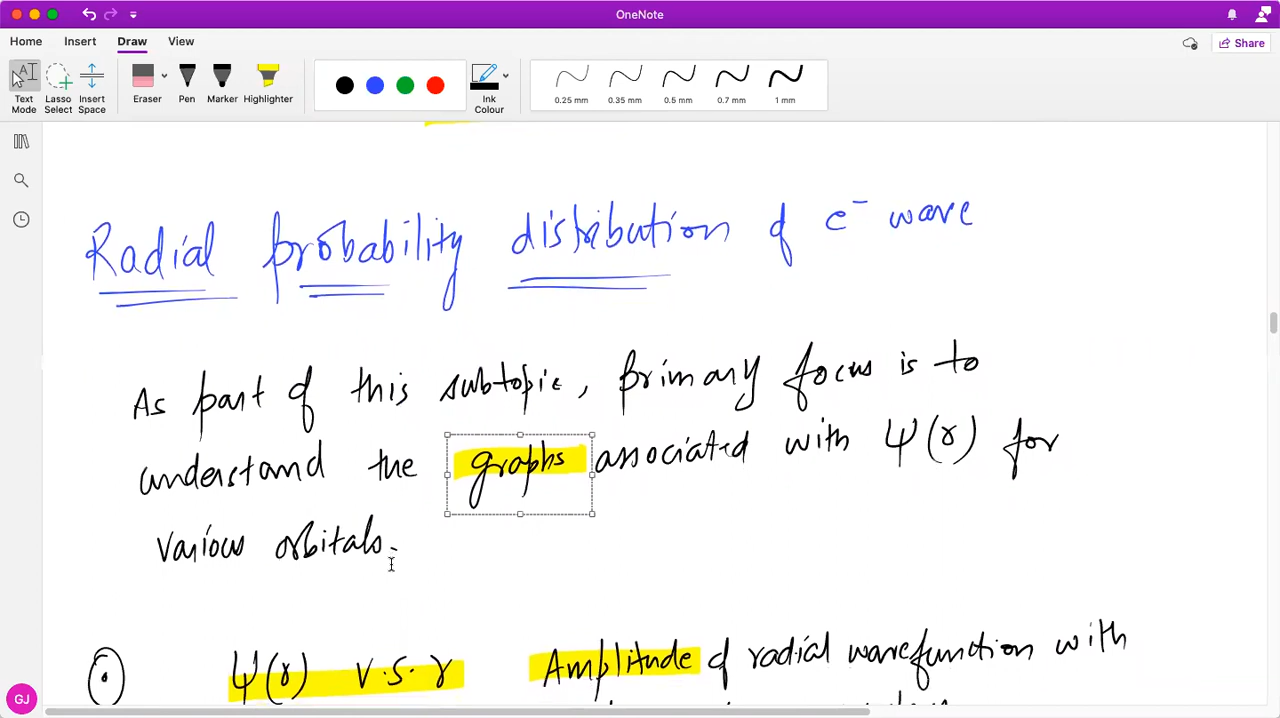 OneNote
Home Insert Draw View
Share
Text Mode
Lasso Select
Insert Space
Eraser
Pen
Marker
Highlighter
Ink Colour
0.25 mm
0.35 mm
0.5 mm
0.7 mm
1 mm
Radial probability distribution of e⁻ wave
As part of this subtopic, primary focus is to
understand the graphs associated with Ψ(r) for
various orbitals.
Ψ(r) v.s. r Amplitude of radial wavefunction with
GJ